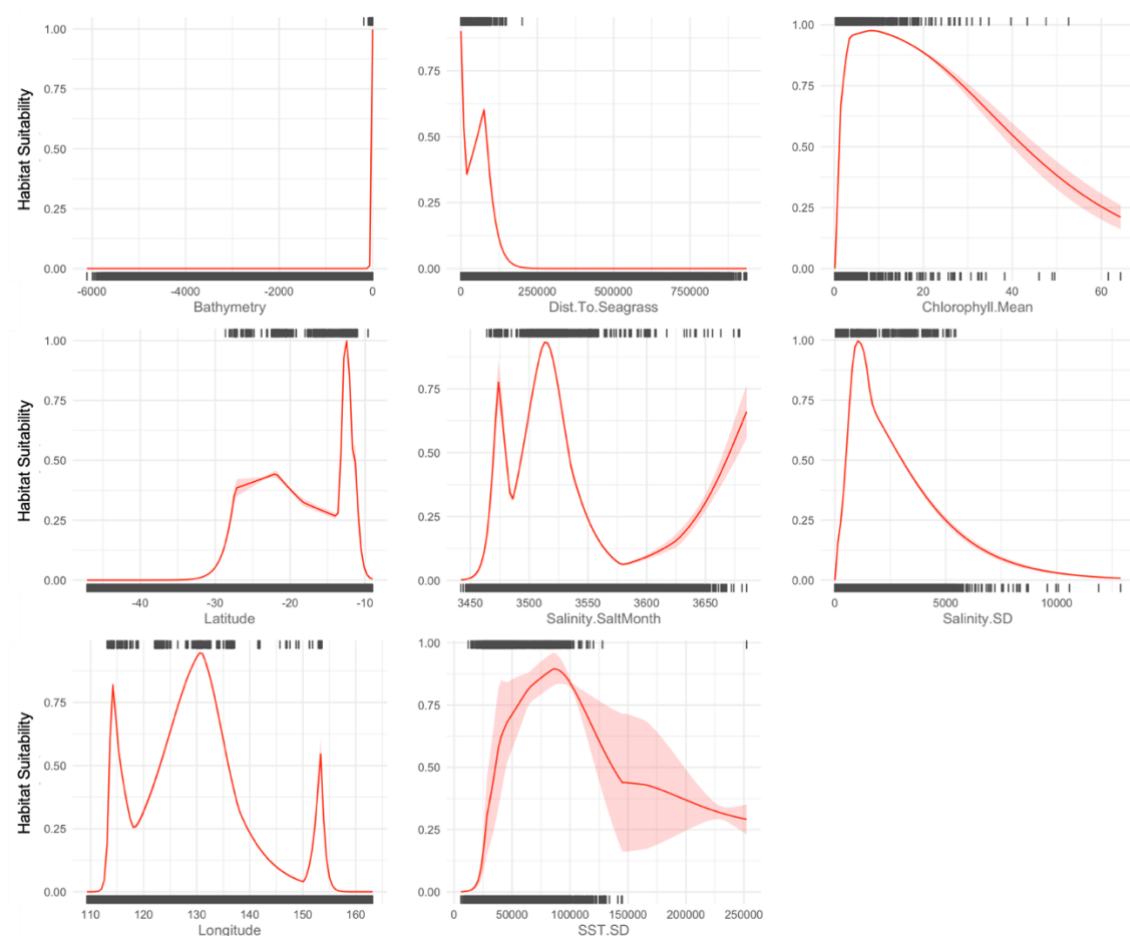 Habitat Suitability
1.00
0.75
0.50
0.25
0.00
-6000 -4000 -2000 0
Bathymetry
0.75
0.50
0.25
0.00
0 250000 500000 750000
Dist.To.Seagrass
1.00
0.75
0.50
0.25
0.00
0 20 40 60
Chlorophyll.Mean
Habitat Suitability
1.00
0.75
0.50
0.25
0.00
-40 -30 -20 -10
Latitude
0.75
0.50
0.25
0.00
3450 3500 3550 3600 3650
Salinity.SaltMonth
1.00
0.75
0.50
0.25
0.00
0 5000 10000
Salinity.SD
Habitat Suitability
0.75
0.50
0.25
0.00
110 120 130 140 150 160
Longitude
1.00
0.75
0.50
0.25
0.00
0 50000 100000 150000 200000 250000
SST.SD